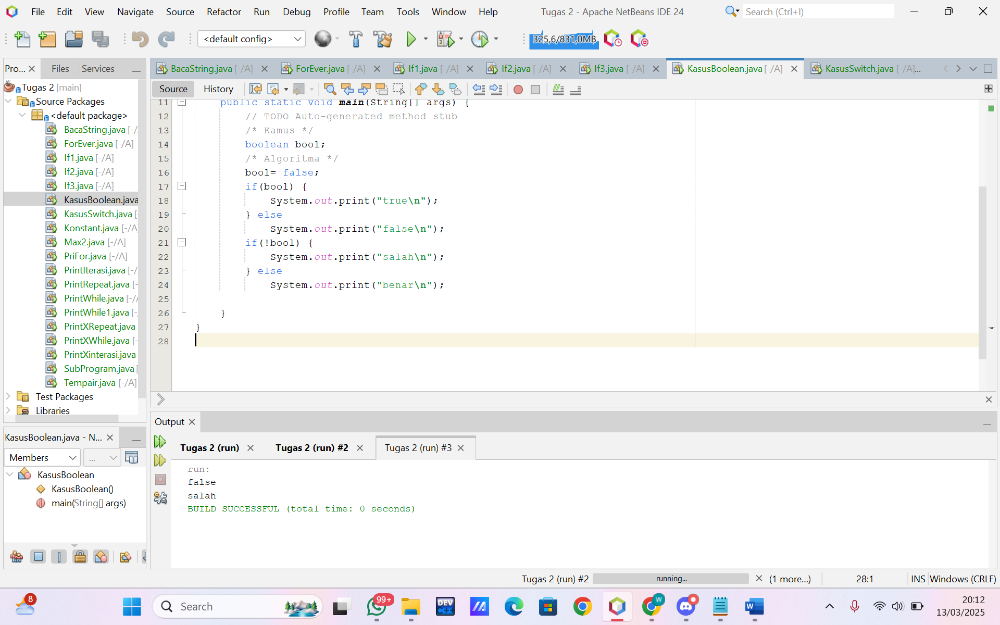 File Edit View Navigate Source Refactor Run Debug Profile Team Tools Window Help Tugas 2 - Apache NetBeans IDE 24 Search (Ctrl+I)
<default config> 325,6/831,0MB
Pro... Files Services
BacaString.java [-/A] ForEver.java [-/A] If1.java [-/A] If2.java [-/A] If3.java [-/A] KasusBoolean.java [-/A] KasusSwitch.java [-/A]...
Source History
Tugas 2 [main]
Source Packages
<default package>
BacaString.java [-/
ForEver.java [-/A]
If1.java [-/A]
If2.java [-/A]
If3.java [-/A]
KasusBoolean.java
KasusSwitch.java [
Konstant.java [-/A
Max2.java [-/A]
PriFor.java [-/A]
PrintIterasi.java [-/
PrintRepeat.java [-
PrintWhile.java [-/
PrintWhile1.java [-
PrintXRepeat.java
PrintXWhile.java [-
PrintXinterasi.java
SubProgram.java [
Tempair.java [-/A]
Test Packages
Libraries
11 public static void main(String[] args) {
12 // TODO Auto-generated method stub
13 /* Kamus */
14 boolean bool;
15 /* Algoritma */
16 bool= false;
17 if(bool) {
18 System.out.print("true\n");
19 } else
20 System.out.print("false\n");
21 if(!bool) {
22 System.out.print("salah\n");
23 } else
24 System.out.print("benar\n");
25
26 }
27 }
28
KasusBoolean.java - N...
Members ...
KasusBoolean
KasusBoolean()
main(String[] args)
Output
Tugas 2 (run) Tugas 2 (run) #2 Tugas 2 (run) #3
run:
false
salah
BUILD SUCCESSFUL (total time: 0 seconds)
Tugas 2 (run) #2 running... (1 more...) 28:1 INS Windows (CRLF)
8 Search 99+ DEV C++ W W 20:12
13/03/2025